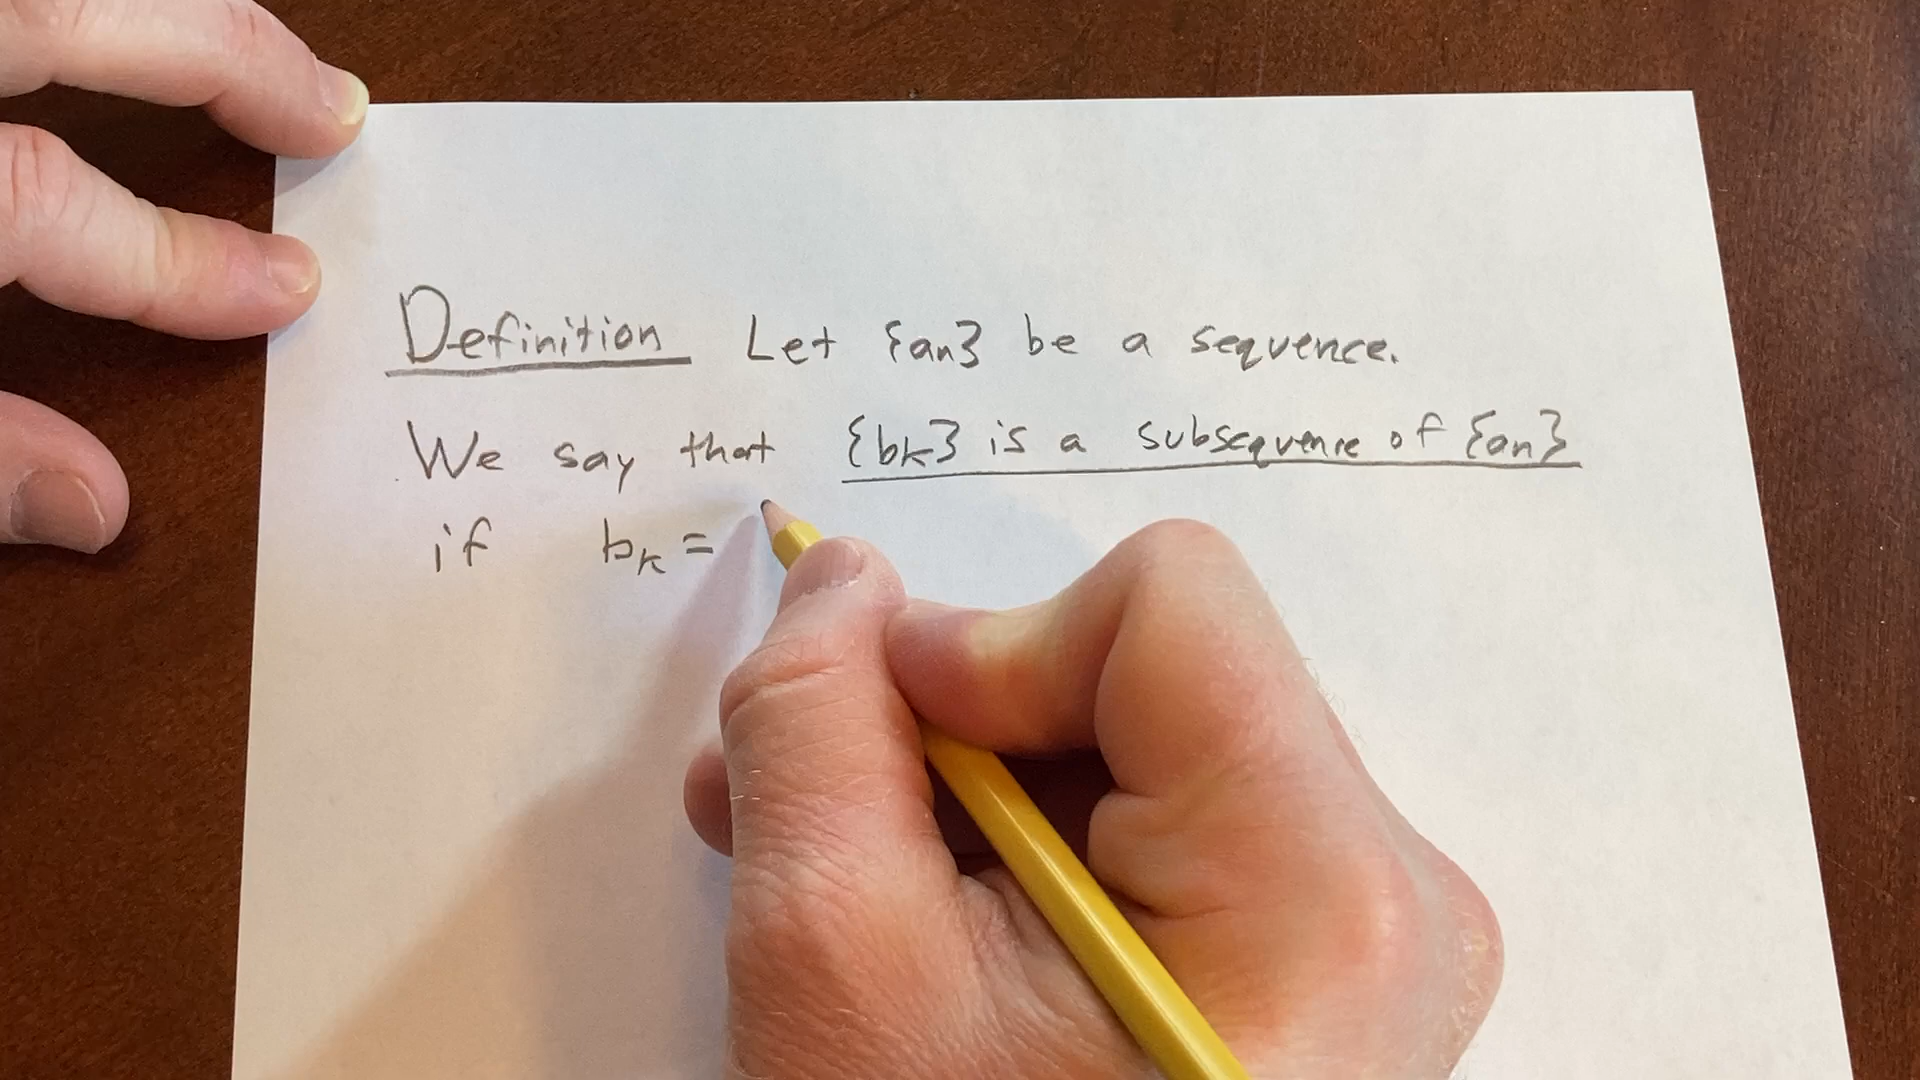 Definition Let {an} be a sequence.
We say that {bk} is a subsequence of {an}
if bk =